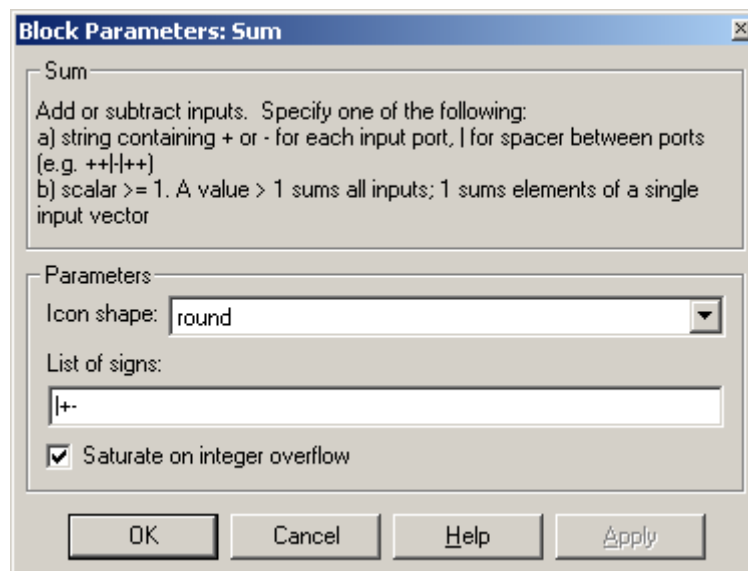 Block Parameters: Sum
Sum
Add or subtract inputs.  Specify one of the following:
a) string containing + or - for each input port, | for spacer between ports
(e.g. ++|-|++)
b) scalar >= 1. A value > 1 sums all inputs; 1 sums elements of a single
input vector
Parameters
Icon shape: round
List of signs:
|+-
Saturate on integer overflow
OK Cancel Help Apply